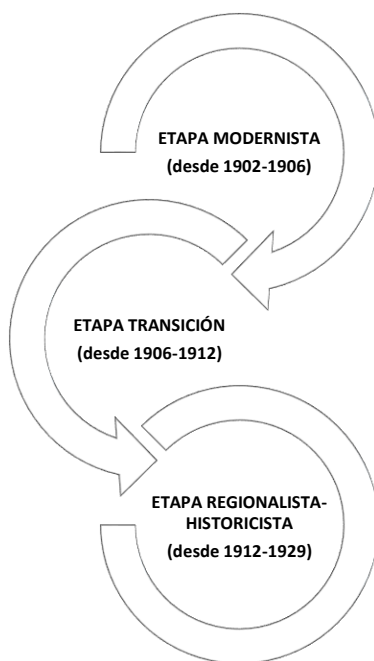 ETAPA MODERNISTA
(desde 1902-1906)
ETAPA TRANSICIÓN
(desde 1906-1912)
ETAPA REGIONALISTA-
HISTORICISTA
(desde 1912-1929)